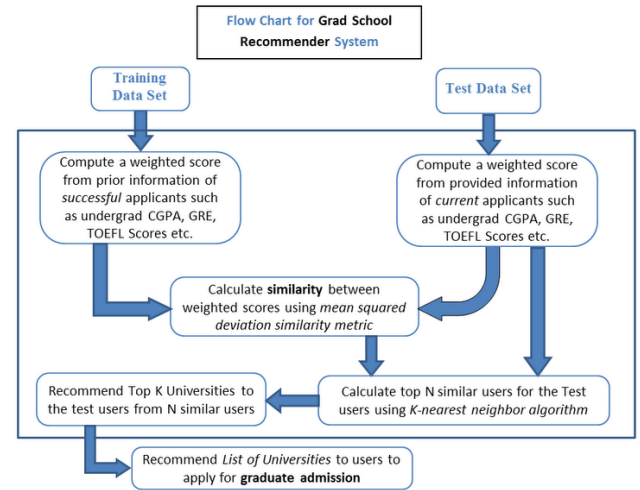 Flow Chart for Grad School
Recommender System
Training
Data Set
Test Data Set
Compute a weighted score
from prior information of
successful applicants such
as undergrad CGPA, GRE,
TOEFL Scores etc.
Compute a weighted score
from provided information
of current applicants such
as undergrad CGPA, GRE,
TOEFL Scores etc.
Calculate similarity between
weighted scores using mean squared
deviation similarity metric
Recommend Top K Universities to
the test users from N similar users
Calculate top N similar users for the Test
users using K-nearest neighbor algorithm
Recommend List of Universities to users to
apply for graduate admission